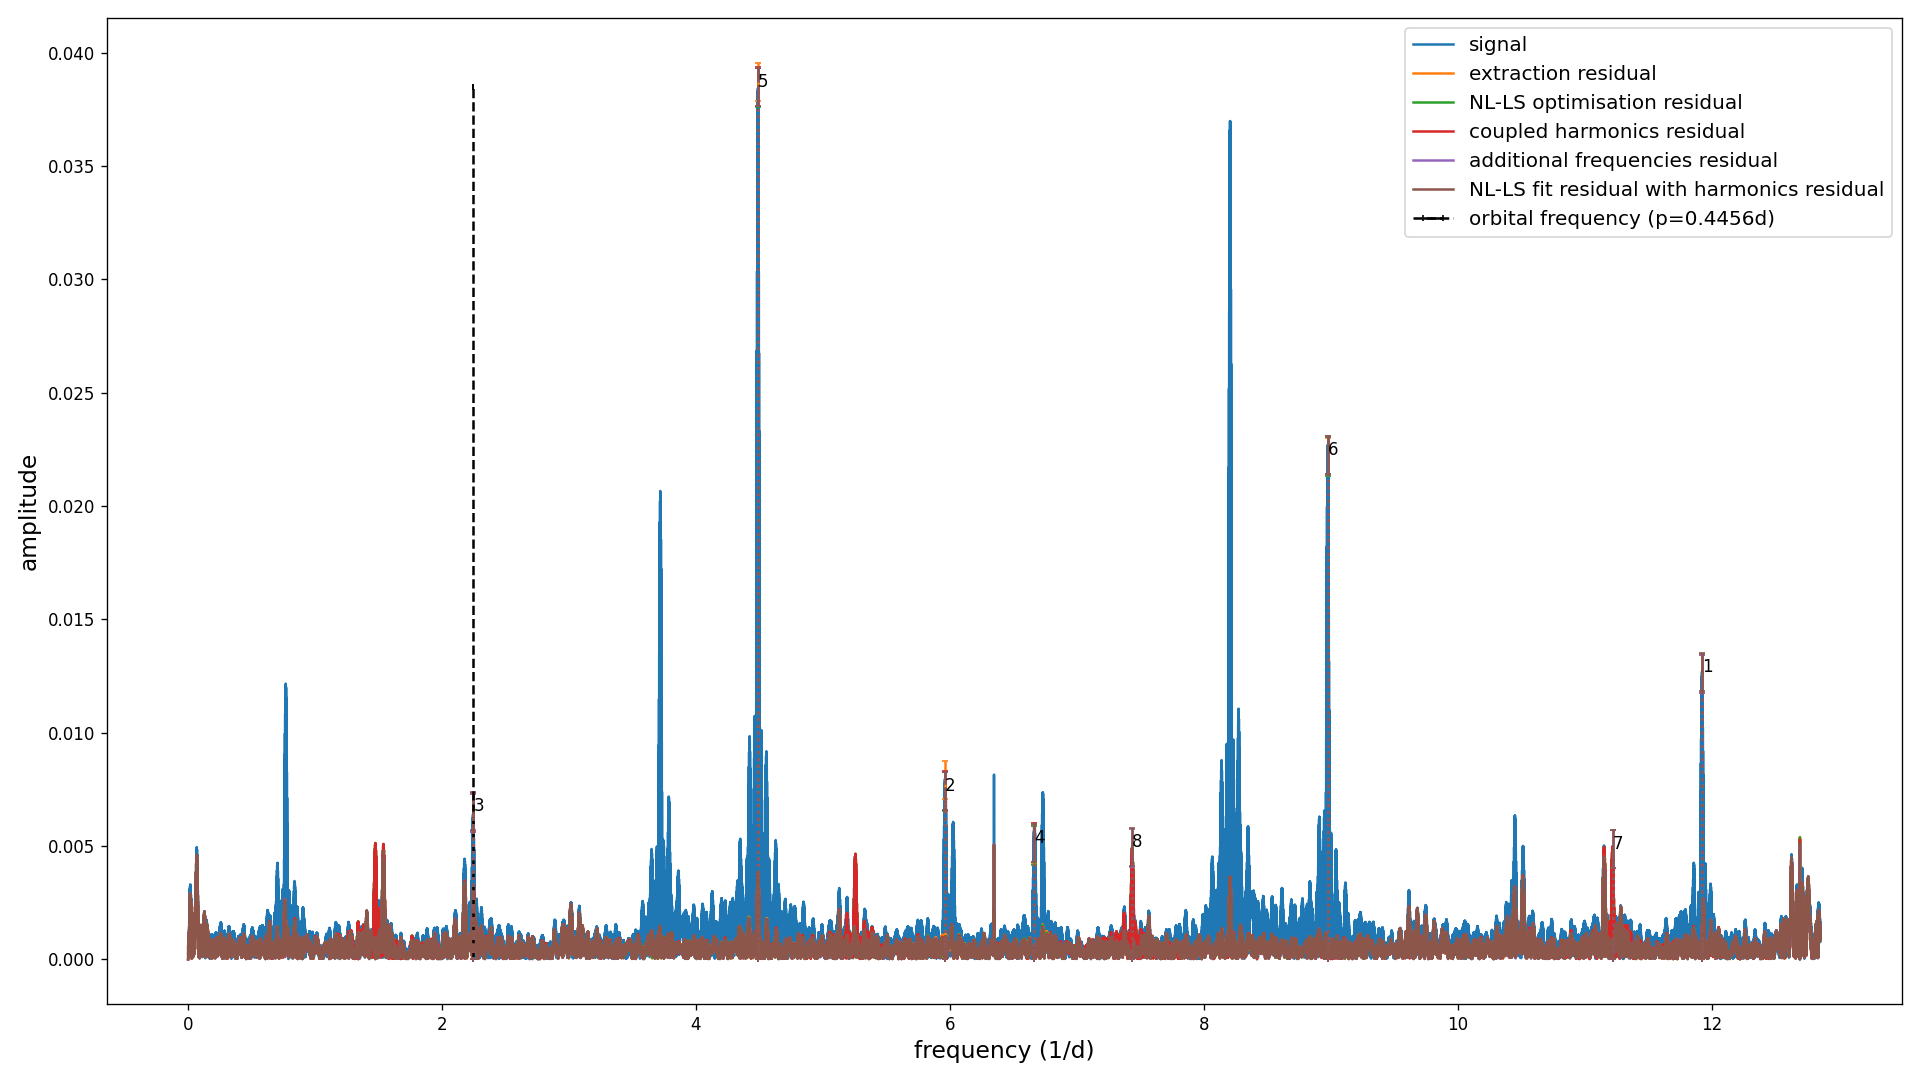 signal
extraction residual
NL-LS optimisation residual
coupled harmonics residual
additional frequencies residual
NL-LS fit residual with harmonics residual
orbital frequency (p=0.4456d)
0.040
0.035
0.030
0.025
0.020
0.015
0.010
0.005
0.000
amplitude
5
6
1
2
3
4
8
7
0 2 4 6 8 10 12
frequency (1/d)